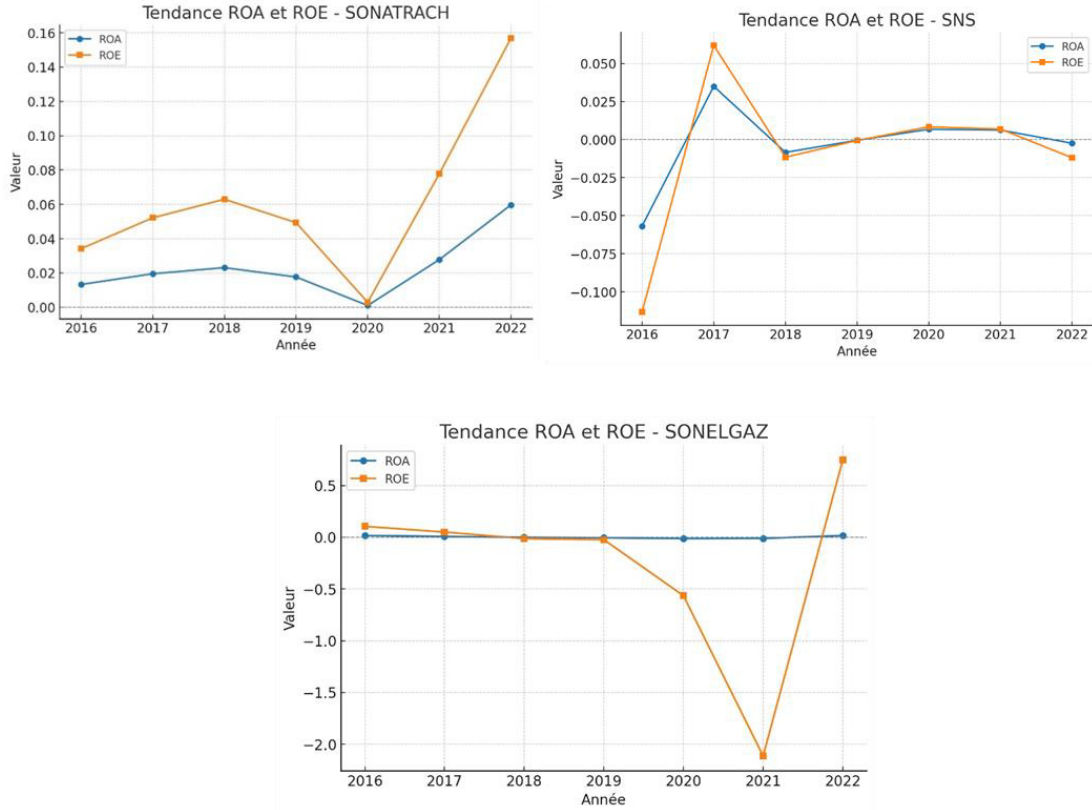 Tendance ROA et ROE - SONATRACH
ROA
ROE
Valeur
0.16
0.14
0.12
0.10
0.08
0.06
0.04
0.02
0.00
2016 2017 2018 2019 2020 2021 2022
Année
Tendance ROA et ROE - SNS
ROA
ROE
Valeur
0.050
0.025
0.000
−0.025
−0.050
−0.075
−0.100
2016 2017 2018 2019 2020 2021 2022
Année
Tendance ROA et ROE - SONELGAZ
ROA
ROE
Valeur
0.5
0.0
−0.5
−1.0
−1.5
−2.0
2016 2017 2018 2019 2020 2021 2022
Année